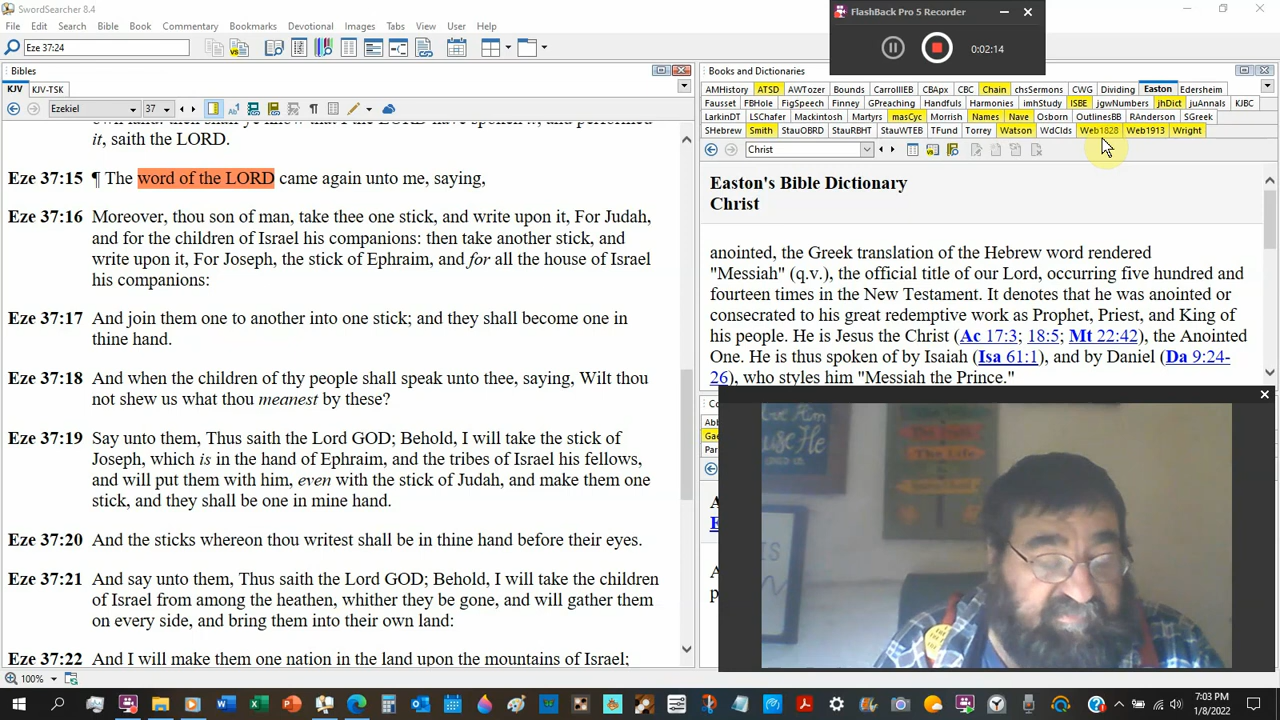 SwordSearcher 8.4
File Edit Search Bible Book Commentary Bookmarks Devotional Images Tabs View User Help
Eze 37:24
FlashBack Pro 5 Recorder
0:02:14
Bibles
KJV KJV-TSK
Ezekiel 37
it, saith the LORD.
Eze 37:15 ¶ The word of the LORD came again unto me, saying,
Eze 37:16 Moreover, thou son of man, take thee one stick, and write upon it, For Judah,
and for the children of Israel his companions: then take another stick, and
write upon it, For Joseph, the stick of Ephraim, and for all the house of Israel
his companions:
Eze 37:17 And join them one to another into one stick; and they shall become one in
thine hand.
Eze 37:18 And when the children of thy people shall speak unto thee, saying, Wilt thou
not shew us what thou meanest by these?
Eze 37:19 Say unto them, Thus saith the Lord GOD; Behold, I will take the stick of
Joseph, which is in the hand of Ephraim, and the tribes of Israel his fellows,
and will put them with him, even with the stick of Judah, and make them one
stick, and they shall be one in mine hand.
Eze 37:20 And the sticks whereon thou writest shall be in thine hand before their eyes.
Eze 37:21 And say unto them, Thus saith the Lord GOD; Behold, I will take the children
of Israel from among the heathen, whither they be gone, and will gather them
on every side, and bring them into their own land:
Eze 37:22 And I will make them one nation in the land upon the mountains of Israel;
100%
Books and Dictionaries
AMHistory ATSD AWTozer Bounds CarrollEIB CBApx CBC Chain chsSermons CWG Dividing Easton Edersheim
Fausset FBHole FigSpeech Finney GPreaching Handfuls Harmonies imhStudy ISBE jgwNumbers jhDict juAnnals KJBC
LarkinDT LSChafer Mackintosh Martyrs masCyc Morrish Names Nave Osborn OutlinesBB RAnderson SGreek
SHebrew Smith StauOBRD StauRBHT StauWTEB TFund Torrey Watson WdClds Web1828 Web1913 Wright
Christ
Easton's Bible Dictionary
Christ
anointed, the Greek translation of the Hebrew word rendered
"Messiah" (q.v.), the official title of our Lord, occurring five hundred and
fourteen times in the New Testament. It denotes that he was anointed or
consecrated to his great redemptive work as Prophet, Priest, and King of
his people. He is Jesus the Christ (Ac 17:3; 18:5; Mt 22:42), the Anointed
One. He is thus spoken of by Isaiah (Isa 61:1), and by Daniel (Da 9:24-
26), who styles him "Messiah the Prince."
7:03 PM
1/8/2022